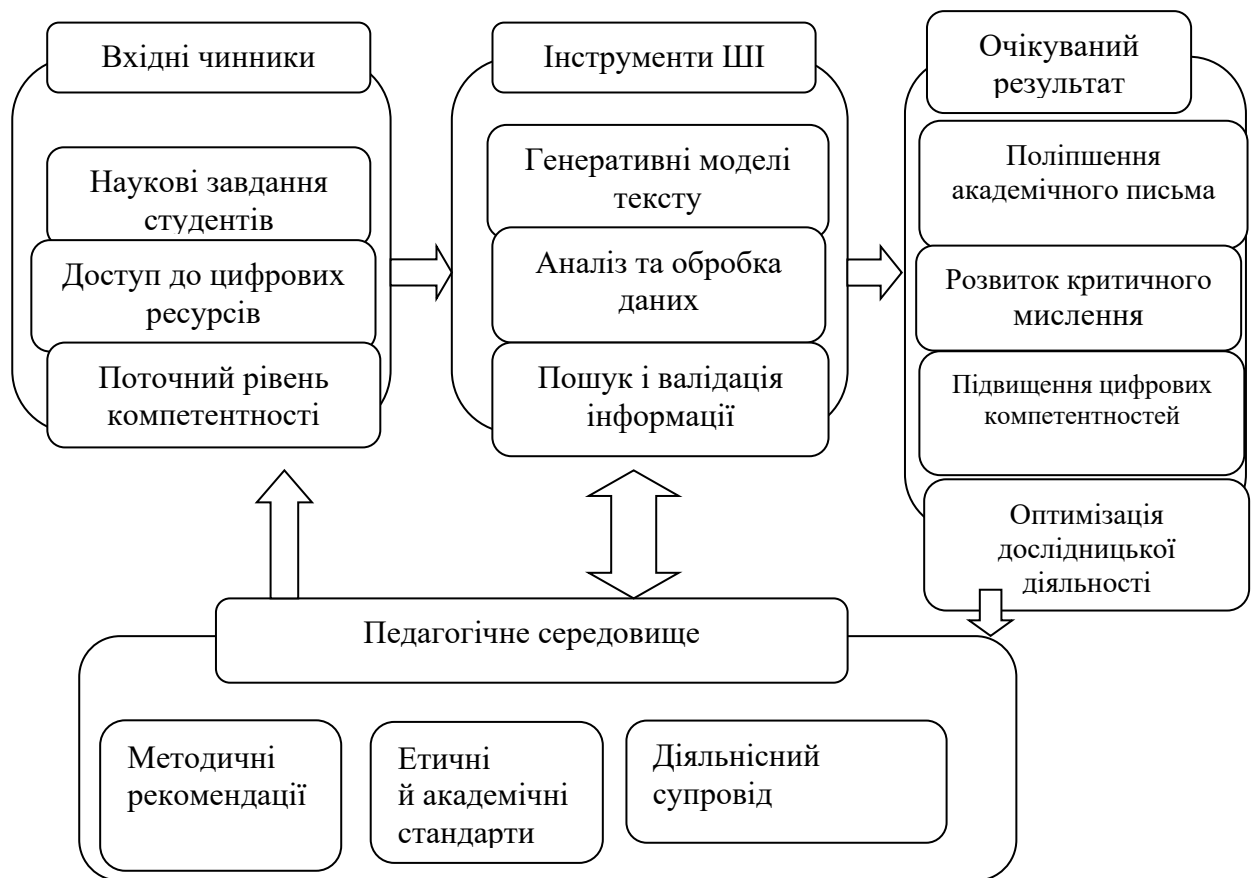 Вхідні чинники
Наукові завдання
студентів
Доступ до цифрових
ресурсів
Поточний рівень
компетентності
Інструменти ШІ
Генеративні моделі
тексту
Аналіз та обробка
даних
Пошук і валідація
інформації
Очікуваний
результат
Поліпшення
академічного письма
Розвиток критичного
мислення
Підвищення цифрових
компетентностей
Оптимізація
дослідницької
діяльності
Педагогічне середовище
Методичні
рекомендації
Етичні
й академічні
стандарти
Діяльнісний
супровід